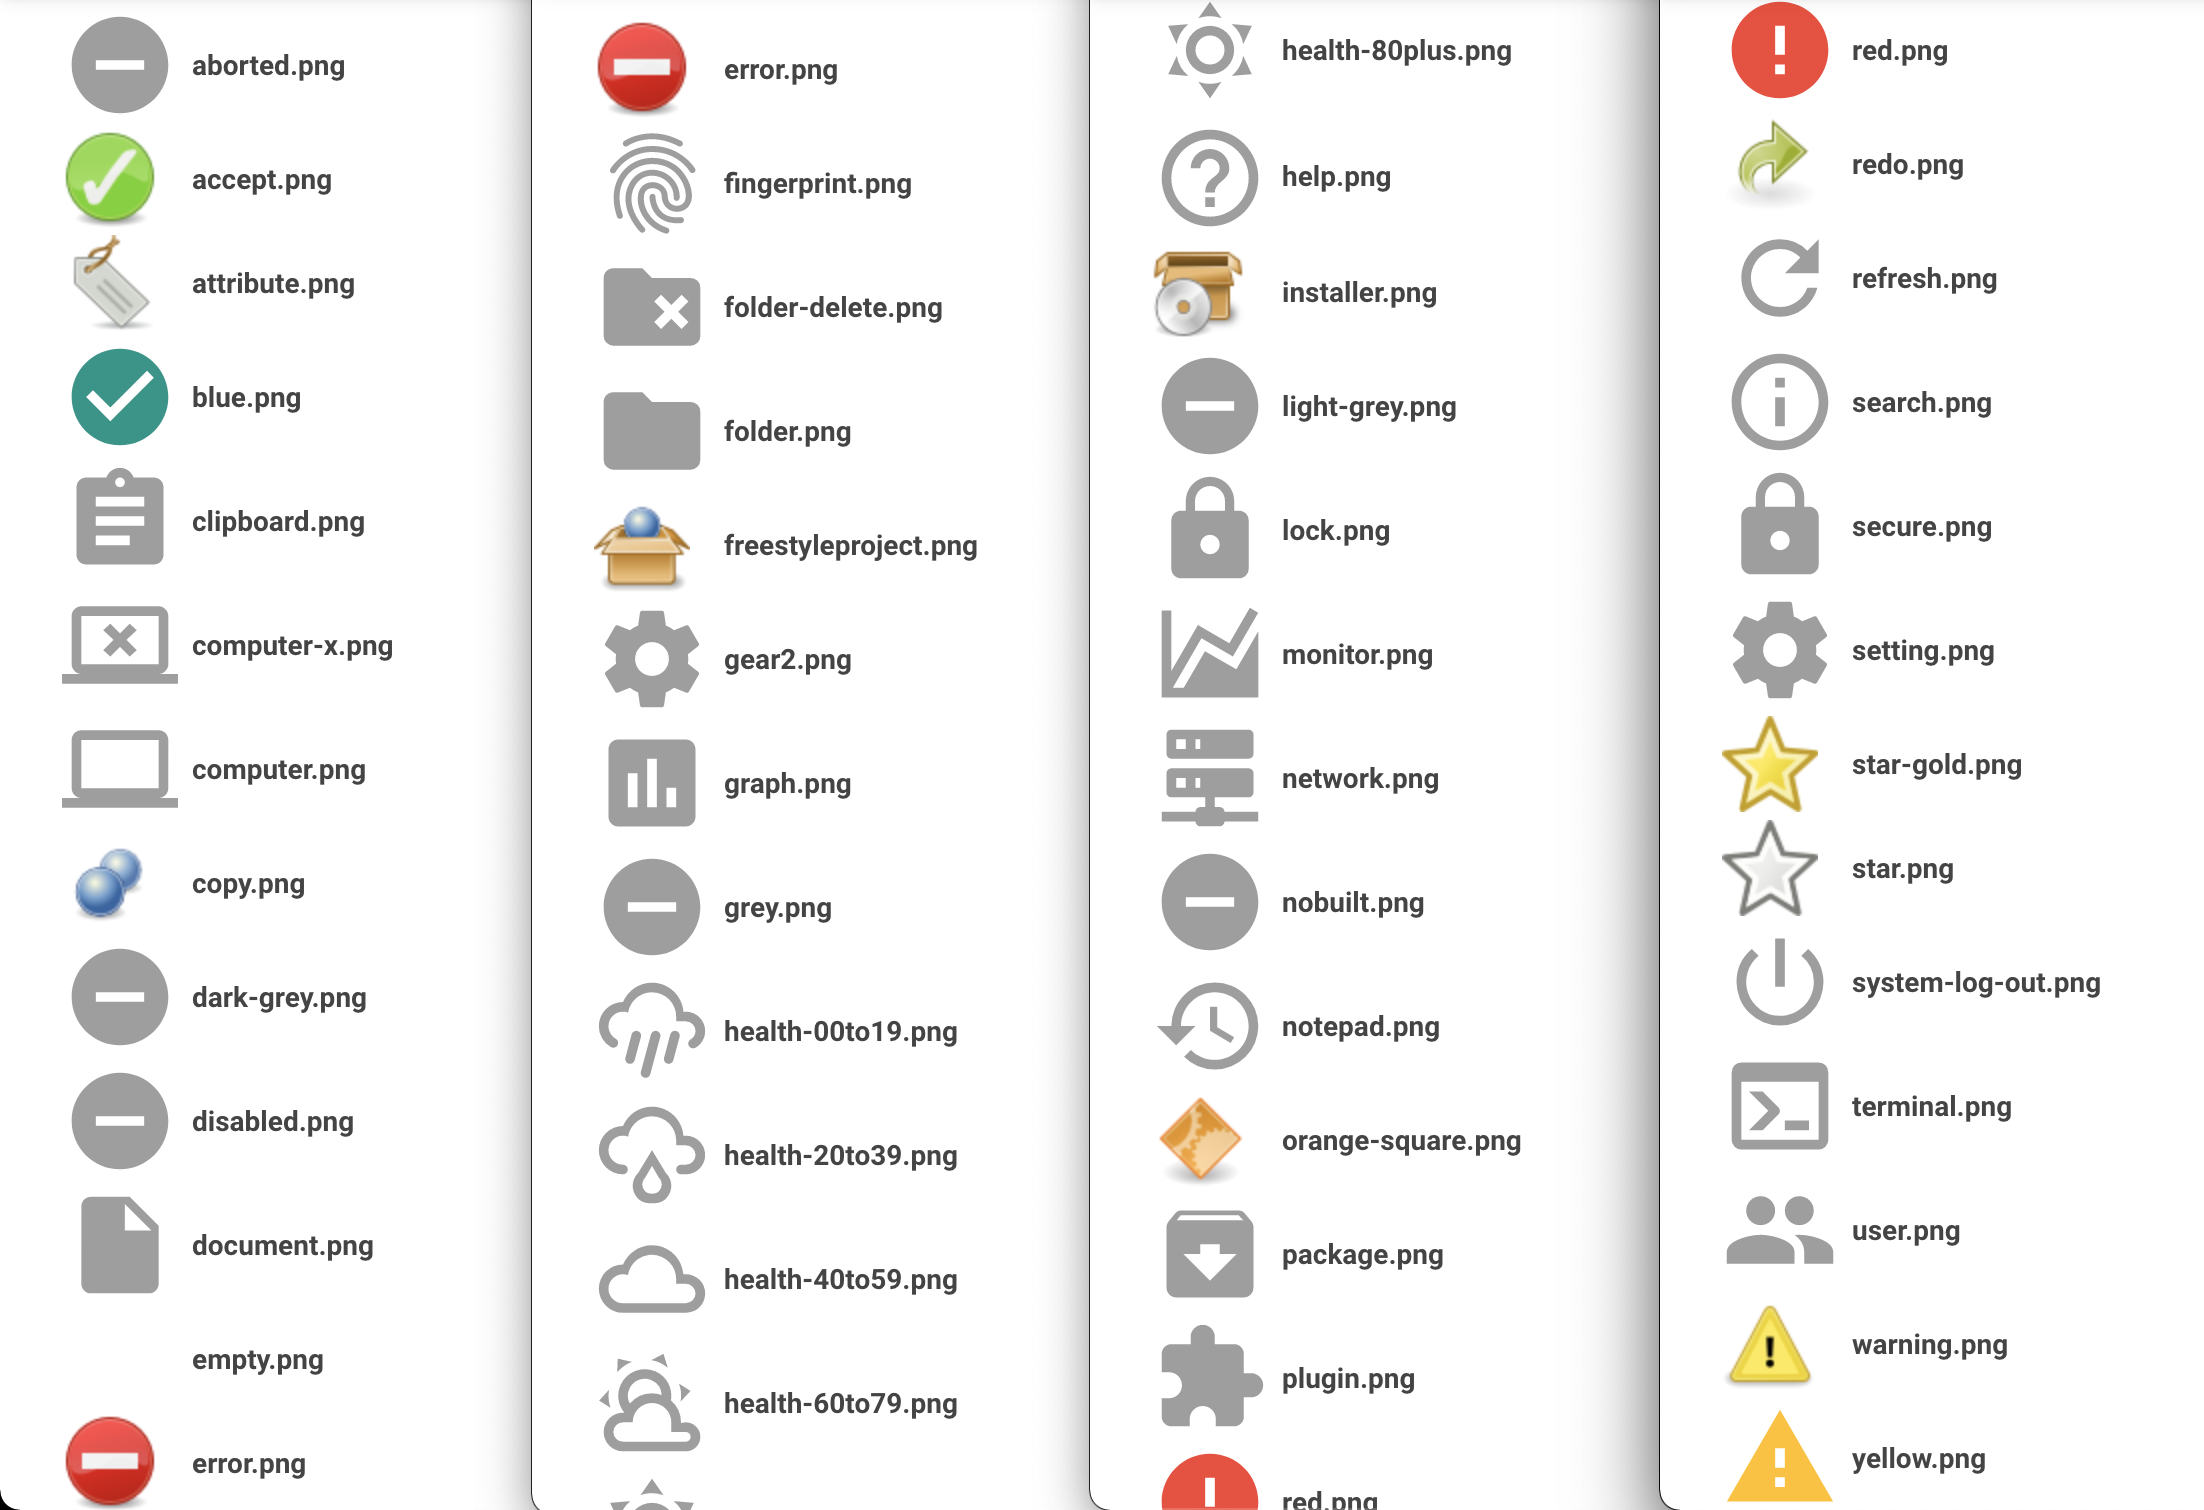 aborted.png
accept.png
attribute.png
blue.png
clipboard.png
computer-x.png
computer.png
copy.png
dark-grey.png
disabled.png
document.png
empty.png
error.png
error.png
fingerprint.png
folder-delete.png
folder.png
freestyleproject.png
gear2.png
graph.png
grey.png
health-00to19.png
health-20to39.png
health-40to59.png
health-60to79.png
health-80plus.png
help.png
installer.png
light-grey.png
lock.png
monitor.png
network.png
nobuilt.png
notepad.png
orange-square.png
package.png
plugin.png
red.png
red.png
redo.png
refresh.png
search.png
secure.png
setting.png
star-gold.png
star.png
system-log-out.png
terminal.png
user.png
warning.png
yellow.png